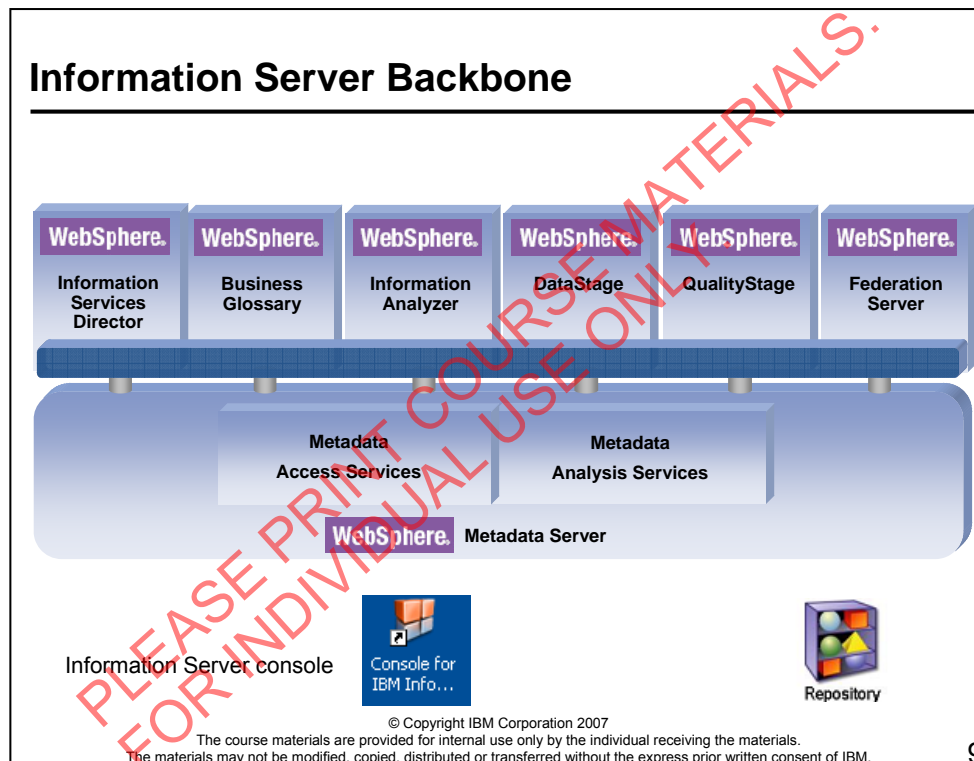 Information Server Backbone
WebSphere.
Information
Services
Director
WebSphere.
Business
Glossary
WebSphere.
Information
Analyzer
WebSphere.
DataStage
WebSphere.
QualityStage
WebSphere.
Federation
Server
Metadata
Access Services
Metadata
Analysis Services
WebSphere. Metadata Server
Information Server console
Console for
IBM Info...
Repository
PLEASE PRINT COURSE MATERIALS.
FOR INDIVIDUAL USE ONLY.
© Copyright IBM Corporation 2007
The course materials are provided for internal use only by the individual receiving the materials.
The materials may not be modified, copied, distributed or transferred without the express prior written consent of IBM.
9